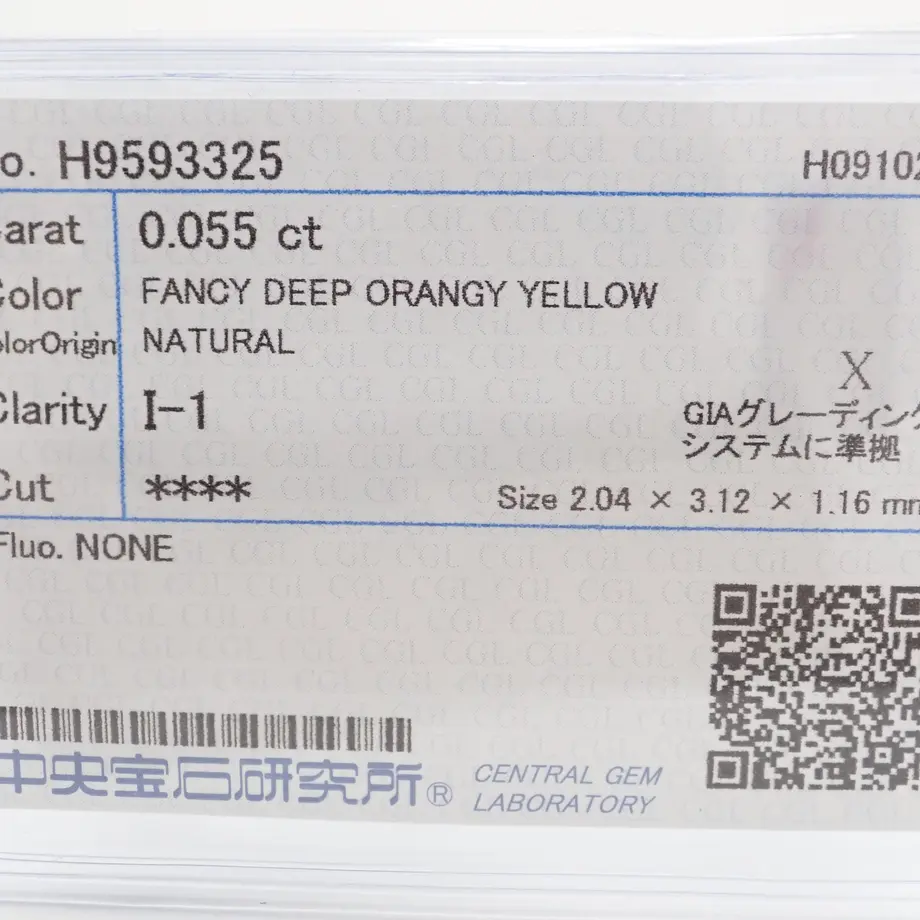 o. H9593325
H09102
arat 0.055 ct
Color FANCY DEEP ORANGY YELLOW
lorOrigin NATURAL
X
Clarity I-1
GIAグレーディング
システムに準拠
Cut ****
Size 2.04 × 3.12 × 1.16 mm
Fluo. NONE
中央宝石研究所®
CENTRAL GEM
LABORATORY